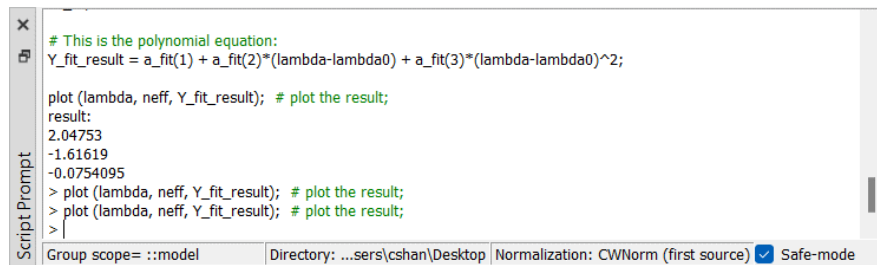 # This is the polynomial equation:
Y_fit_result = a_fit(1) + a_fit(2)*(lambda-lambda0) + a_fit(3)*(lambda-lambda0)^2;
plot (lambda, neff, Y_fit_result);  # plot the result;
result:
2.04753
-1.61619
-0.0754095
> plot (lambda, neff, Y_fit_result);  # plot the result;
> plot (lambda, neff, Y_fit_result);  # plot the result;
>
Script Prompt
Group scope= ::model
Directory: ...sers\cshan\Desktop
Normalization: CWNorm (first source)
Safe-mode